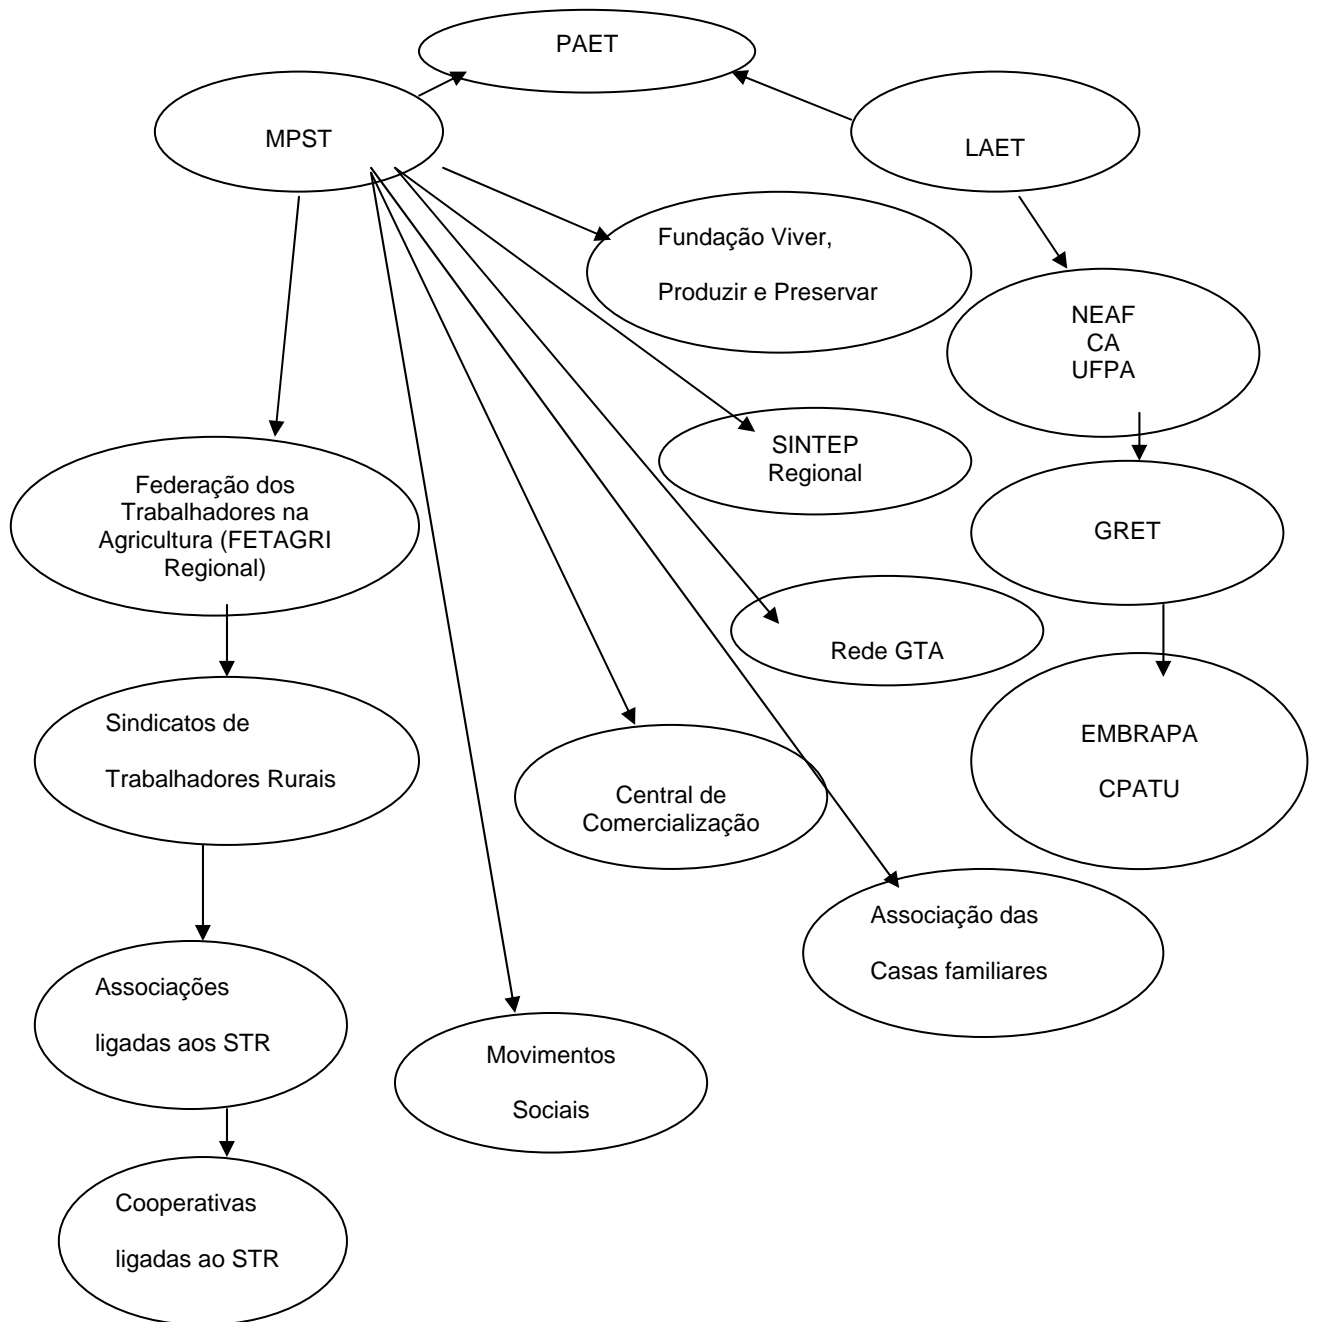 PAET
MPST
LAET
Fundação Viver,
Produzir e Preservar
NEAF
CA
UFPA
SINTEP
Regional
Federação dos
Trabalhadores na
Agricultura (FETAGRI
Regional)
GRET
Rede GTA
Sindicatos de
Trabalhadores Rurais
EMBRAPA
CPATU
Central de
Comercialização
Associação das
Casas familiares
Associações
ligadas aos STR
Movimentos
Sociais
Cooperativas
ligadas ao STR